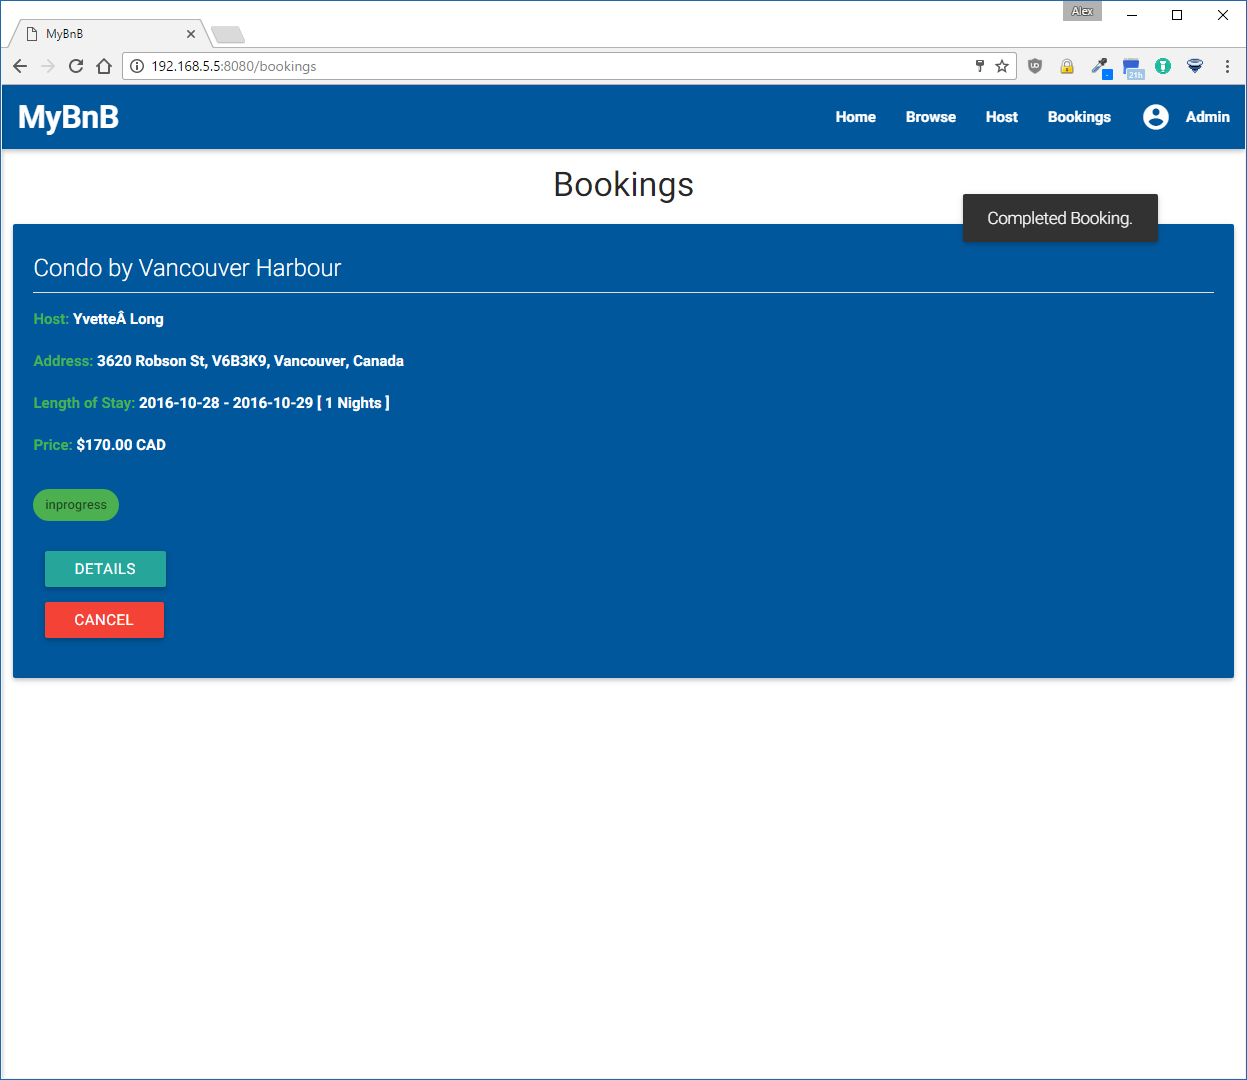 Alex
MyBnB
192.168.5.5:8080/bookings
21h
MyBnB
Home Browse Host Bookings Admin
Bookings
Completed Booking.
Condo by Vancouver Harbour
Host: YvetteÂ Long
Address: 3620 Robson St, V6B3K9, Vancouver, Canada
Length of Stay: 2016-10-28 - 2016-10-29 [ 1 Nights ]
Price: $170.00 CAD
inprogress
DETAILS
CANCEL